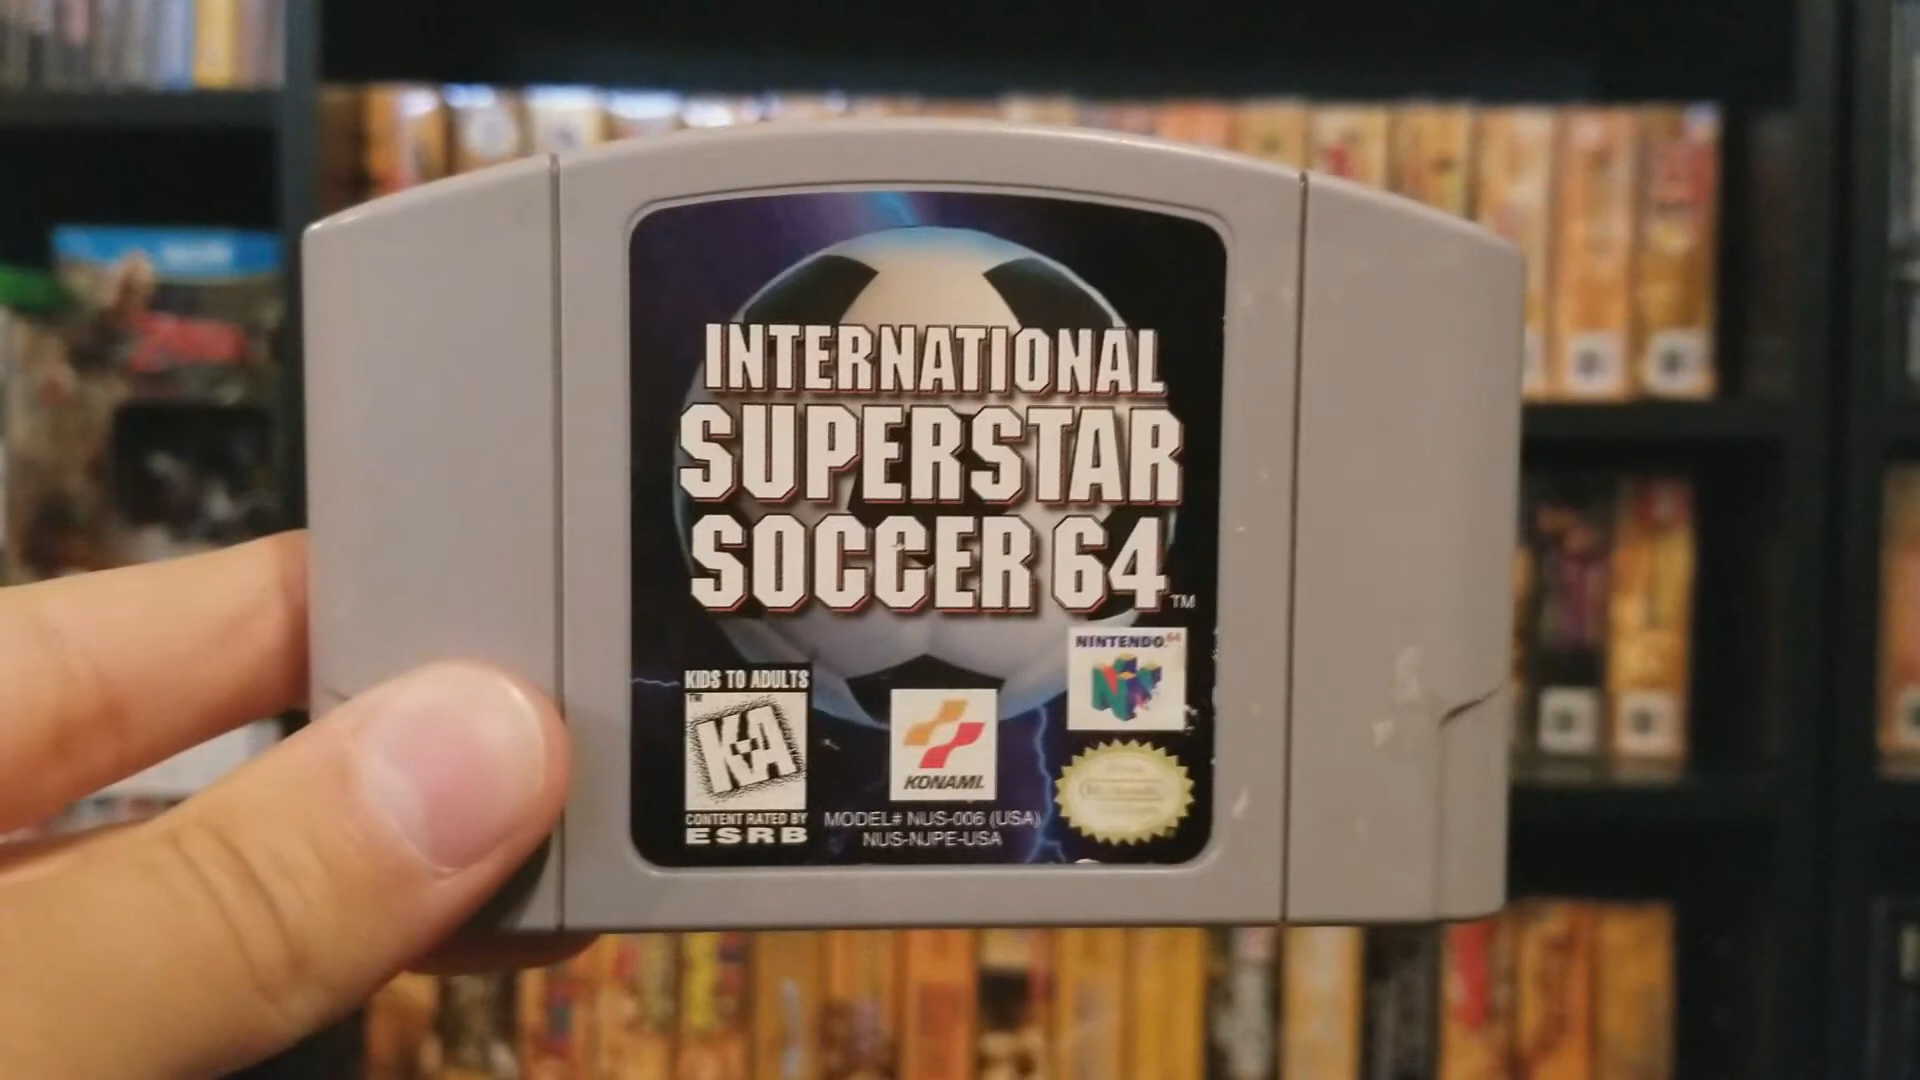 INTERNATIONAL
SUPERSTAR
SOCCER 64
TM
NINTENDO 64
KIDS TO ADULTS
TM
K-A
KONAMI
CONTENT RATED BY
ESRB
MODEL# NUS-006 (USA)
NUS-NJPE-USA